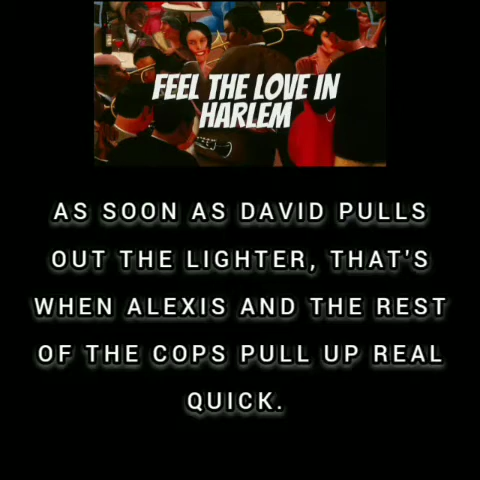 FEEL THE LOVE IN
HARLEM
AS SOON AS DAVID PULLS
OUT THE LIGHTER, THAT'S
WHEN ALEXIS AND THE REST
OF THE COPS PULL UP REAL
QUICK.